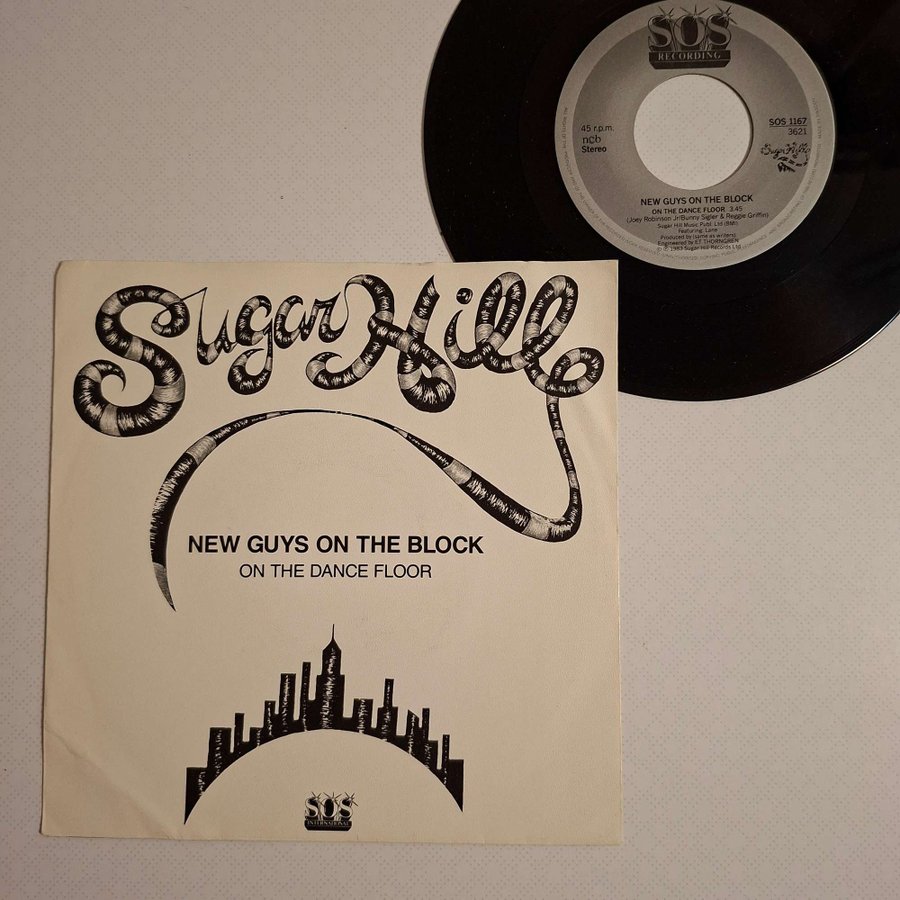 SOS
RECORDING
45 r.p.m.
ncb
Stereo
SOS 1167
3621
Sugar Hill
NEW GUYS ON THE BLOCK
ON THE DANCE FLOOR 3.45
(Joey Robinson Jr/Bunny Sigler & Reggie Griffin)
Sugar Hill Music Publ. Ltd (BMI)
Featuring: Lane
Produced by (same as writers)
Engineered by E.T. THORNGREN
℗ © 1983 Sugar Hill Records Ltd
Sugar Hill
NEW GUYS ON THE BLOCK
ON THE DANCE FLOOR
SOS
INTERNATIONAL